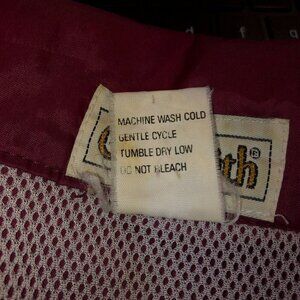 MACHINE WASH COLD
GENTLE CYCLE
TUMBLE DRY LOW
DO NOT BLEACH